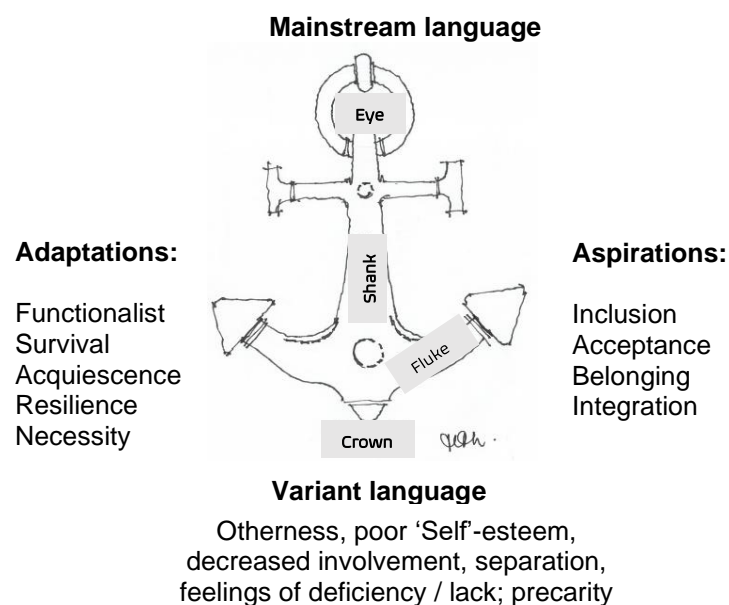 Mainstream language
Eye
Adaptations:
Functionalist
Survival
Acquiescence
Resilience
Necessity
Shank
Fluke
Crown
Aspirations:
Inclusion
Acceptance
Belonging
Integration
Variant language
Otherness, poor ‘Self’-esteem,
decreased involvement, separation,
feelings of deficiency / lack; precarity